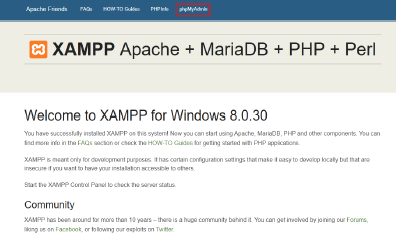 Apache Friends FAQs HOW-TO Guides PHPInfo phpMyAdmin
XAMPP Apache + MariaDB + PHP + Perl
Welcome to XAMPP for Windows 8.0.30
You have successfully installed XAMPP on this system! Now you can start using Apache, MariaDB, PHP and other components. You can
find more info in the FAQs section or check the HOW-TO Guides for getting started with PHP applications.
XAMPP is meant only for development purposes. It has certain configuration settings that make it easy to develop locally but that are
insecure if you want to have your installation accessible to others.
Start the XAMPP Control Panel to check the server status.
Community
XAMPP has been around for more than 10 years – there is a huge community behind it. You can get involved by joining our Forums,
liking us on Facebook, or following our exploits on Twitter.